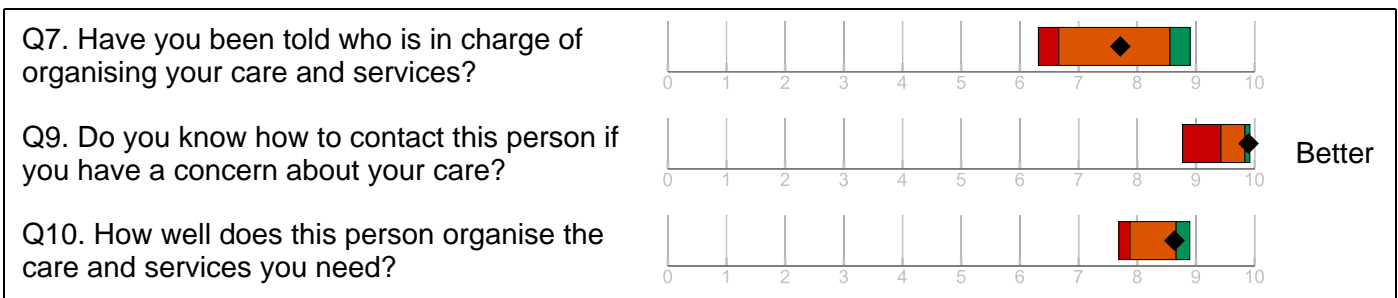 Q7. Have you been told who is in charge of
organising your care and services?
0 1 2 3 4 5 6 7 8 9 10
Q9. Do you know how to contact this person if
you have a concern about your care?
0 1 2 3 4 5 6 7 8 9 10
Better
Q10. How well does this person organise the
care and services you need?
0 1 2 3 4 5 6 7 8 9 10